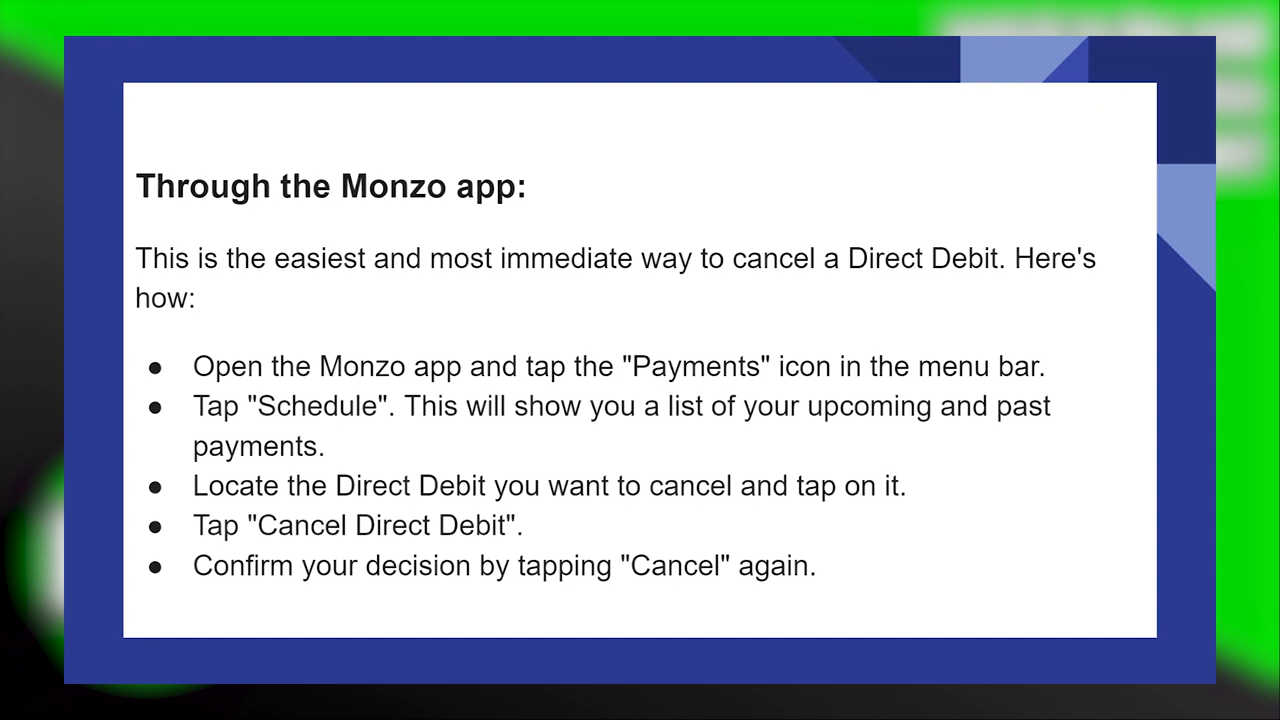 Through the Monzo app:
This is the easiest and most immediate way to cancel a Direct Debit. Here's
how:
● Open the Monzo app and tap the "Payments" icon in the menu bar.
● Tap "Schedule". This will show you a list of your upcoming and past
payments.
● Locate the Direct Debit you want to cancel and tap on it.
● Tap "Cancel Direct Debit".
● Confirm your decision by tapping "Cancel" again.